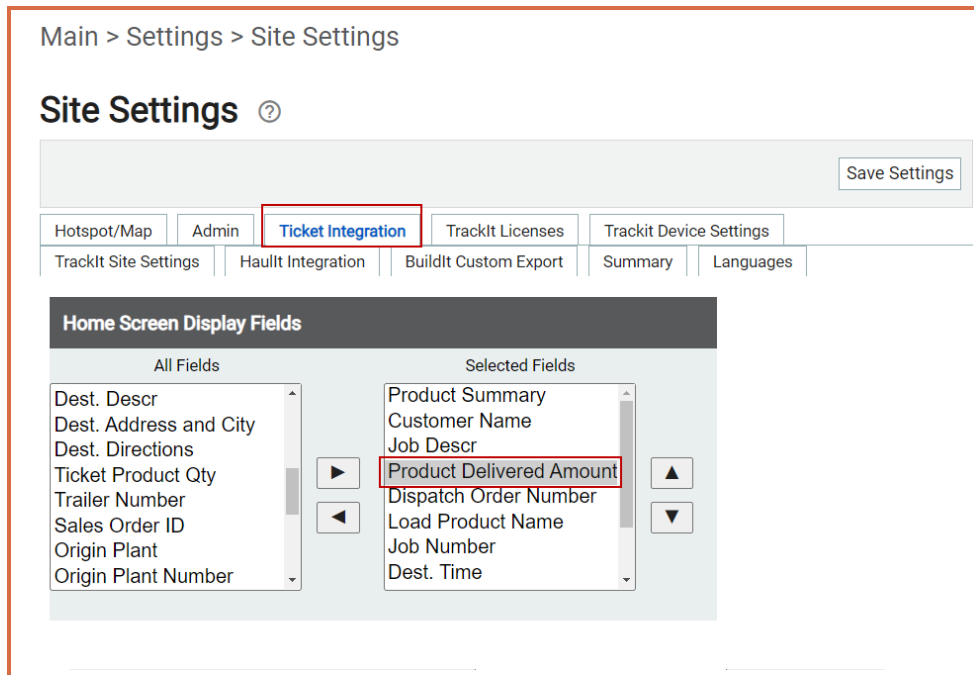 Main > Settings > Site Settings
Site Settings ?
Save Settings
Hotspot/Map Admin Ticket Integration TrackIt Licenses Trackit Device Settings
TrackIt Site Settings HaulIt Integration BuildIt Custom Export Summary Languages
Home Screen Display Fields
All Fields
Dest. Descr
Dest. Address and City
Dest. Directions
Ticket Product Qty
Trailer Number
Sales Order ID
Origin Plant
Origin Plant Number
Selected Fields
Product Summary
Customer Name
Job Descr
Product Delivered Amount
Dispatch Order Number
Load Product Name
Job Number
Dest. Time